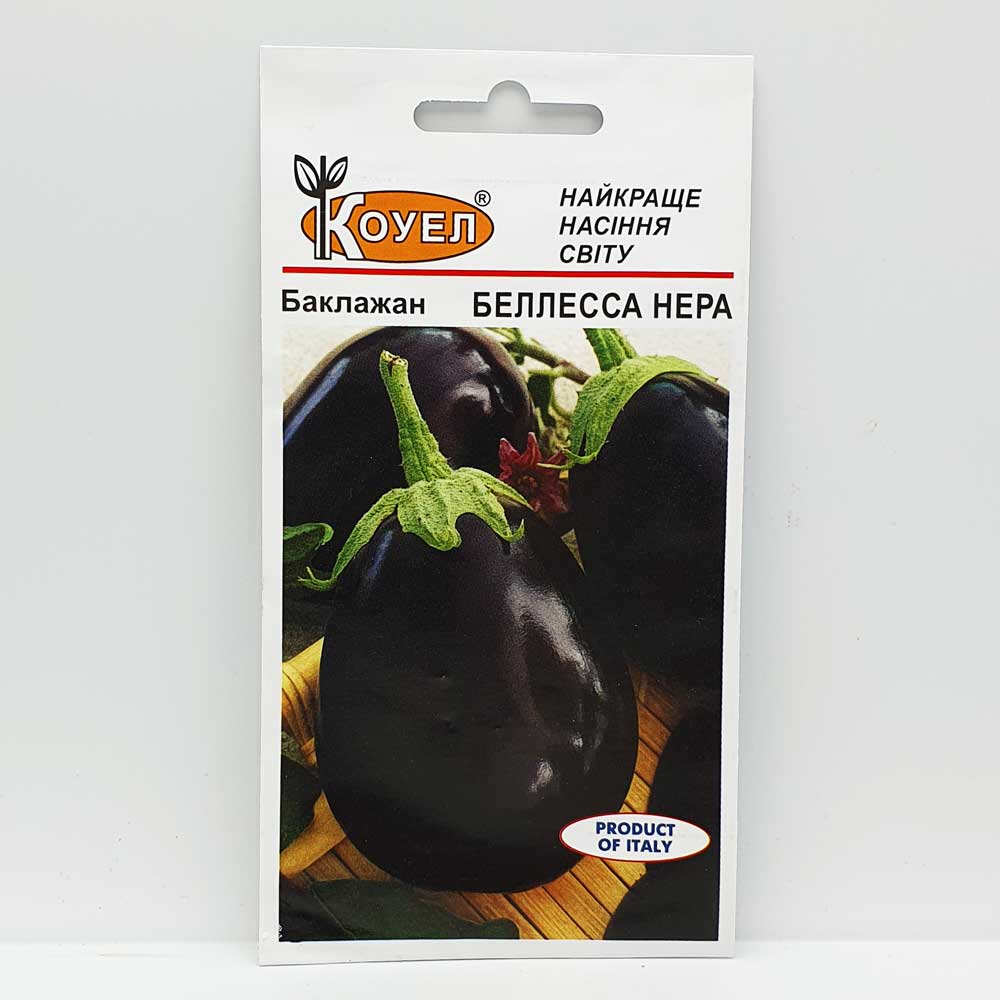 КОУЕЛ®
НАЙКРАЩЕ
НАСІННЯ
СВІТУ
Баклажан БЕЛЛЕССА НЕРА
PRODUCT
OF ITALY